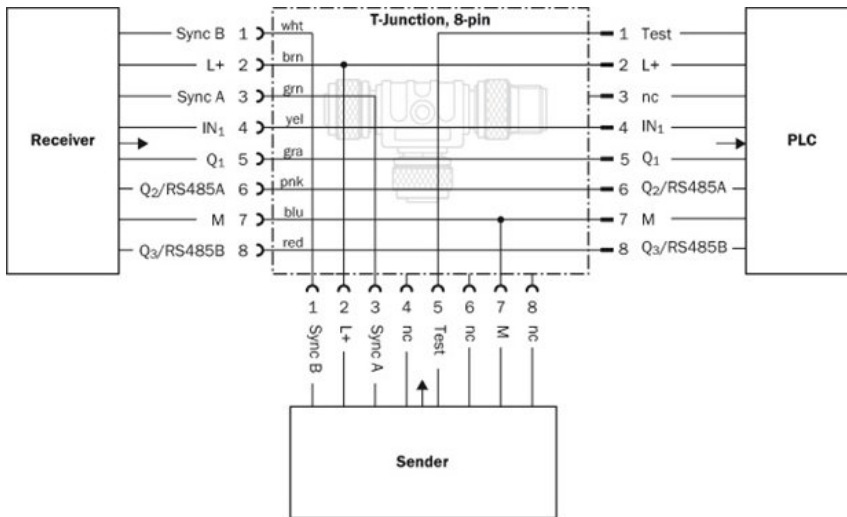 T-Junction, 8-pin
Sync B 1 wht 1 Test
L+ 2 brn 2 L+
Sync A 3 grn 3 nc
IN1 4 yel 4 IN1
Receiver PLC
Q1 5 gra 5 Q1
Q2/RS485A 6 pnk 6 Q2/RS485A
M 7 blu 7 M
Q3/RS485B 8 red 8 Q3/RS485B
1 2 3 4 5 6 7 8
Sync B L+ Sync A nc Test nc M nc
Sender